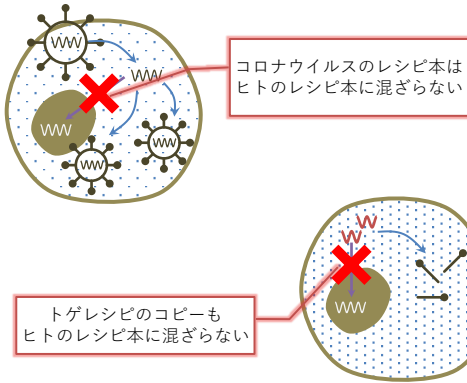 コロナウイルスのレシピ本は
ヒトのレシピ本に混ざらない
トゲレシピのコピーも
ヒトのレシピ本に混ざらない